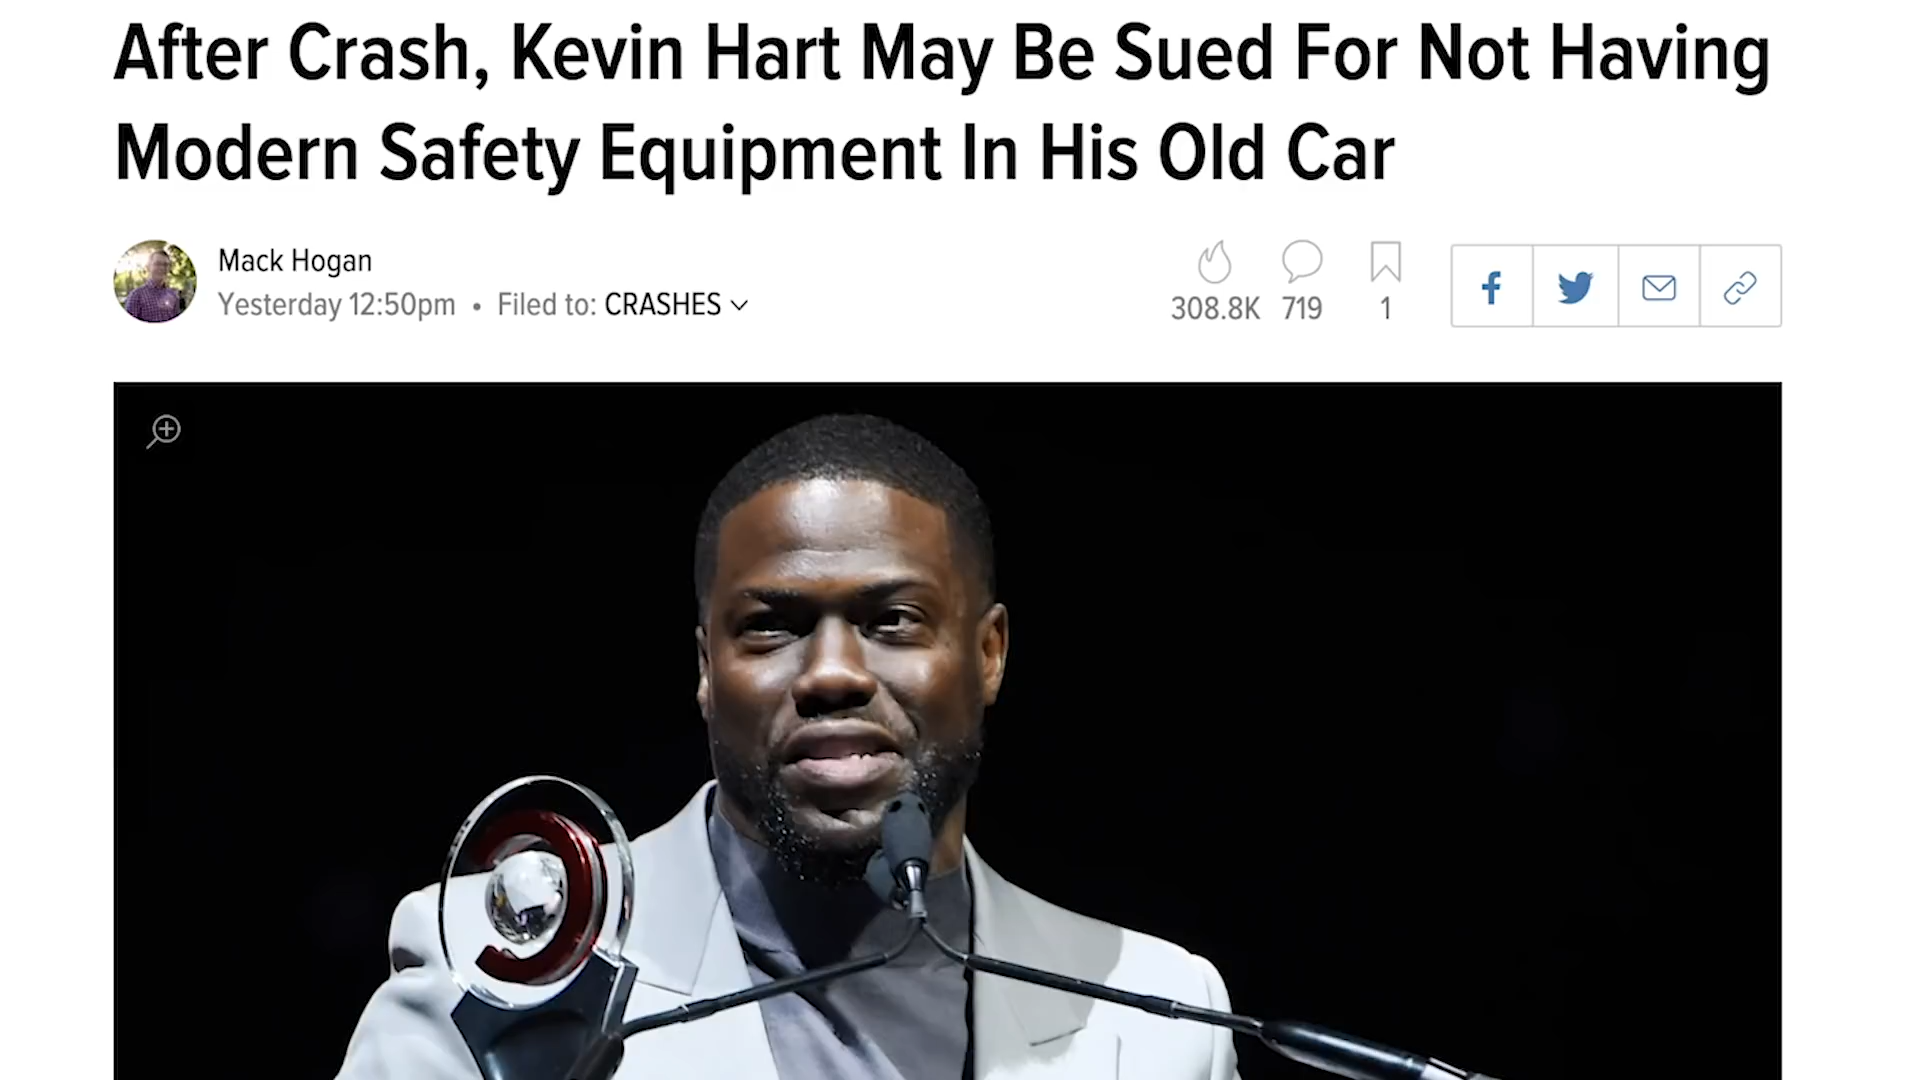 After Crash, Kevin Hart May Be Sued For Not Having
Modern Safety Equipment In His Old Car
Mack Hogan
Yesterday 12:50pm • Filed to: CRASHES
308.8K 719 1